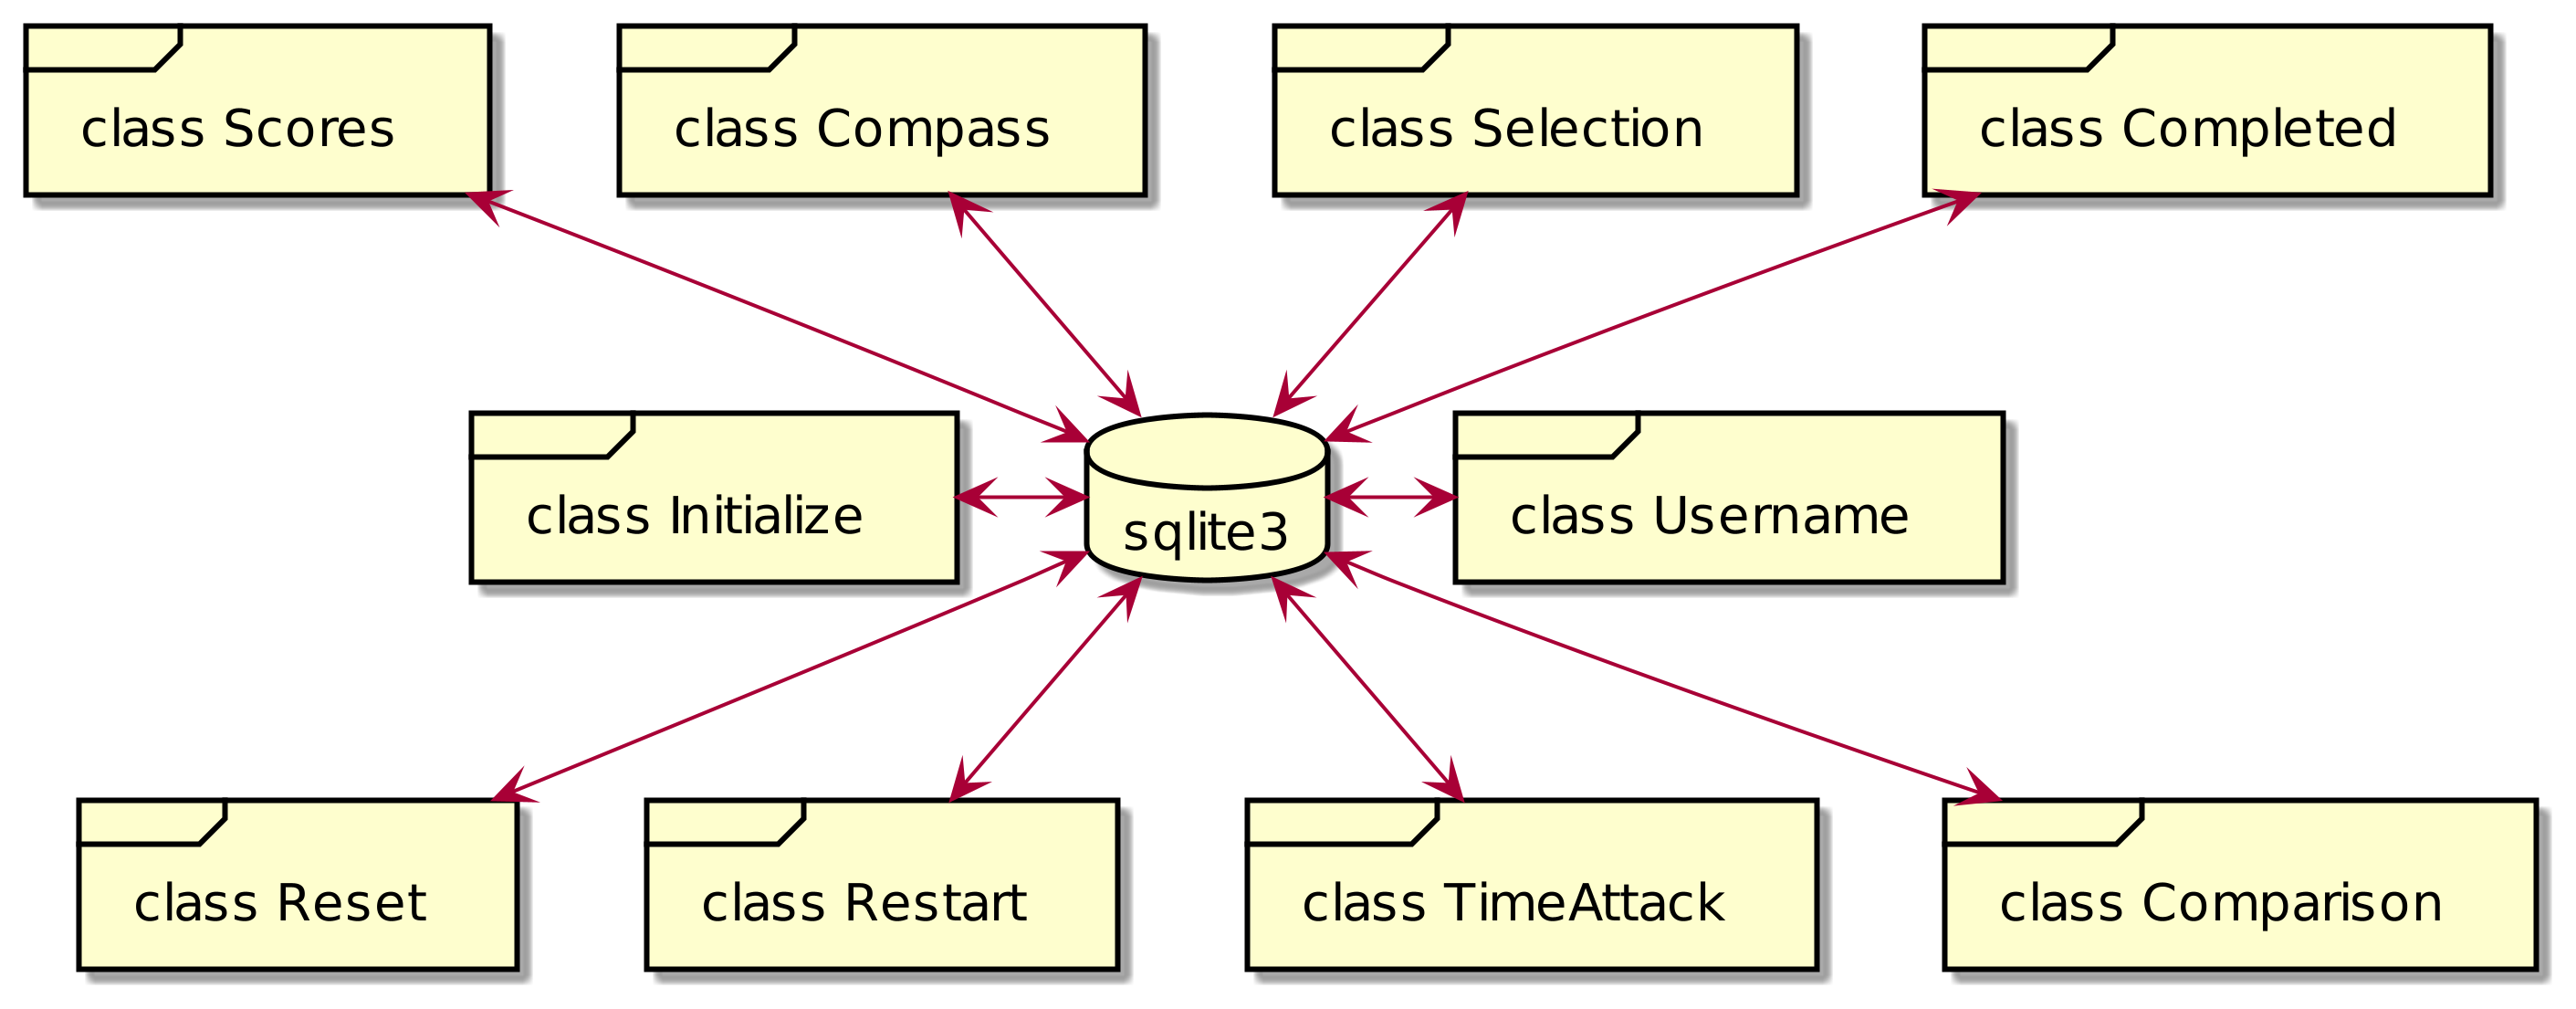 class Scores
class Compass
class Selection
class Completed
class Initialize
sqlite3
class Username
class Reset
class Restart
class TimeAttack
class Comparison